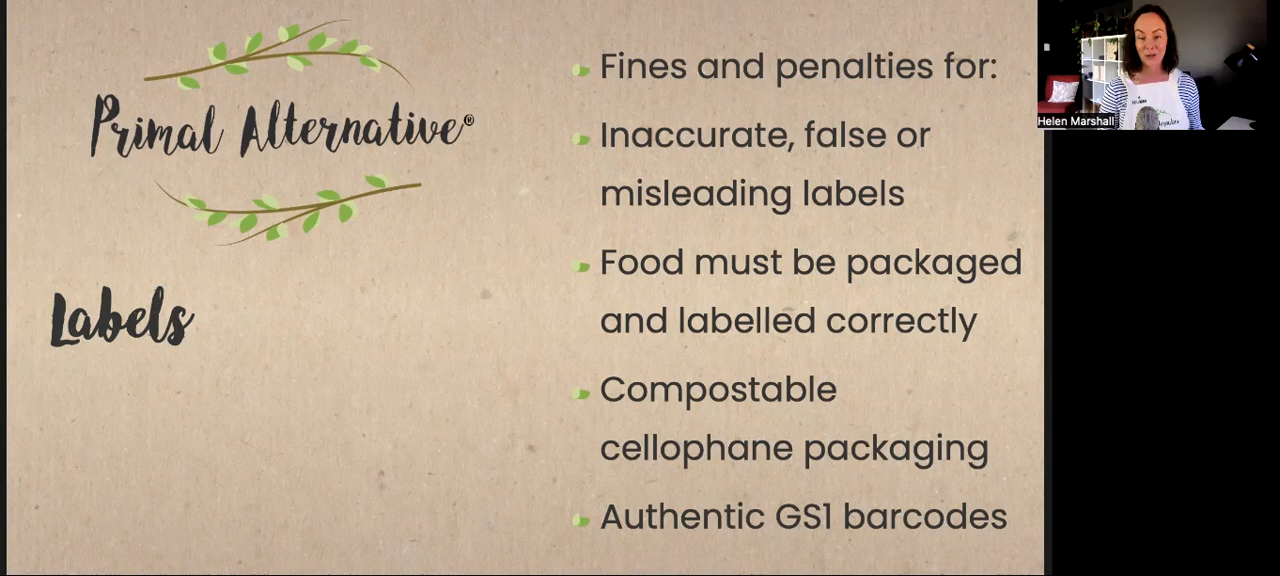 Primal Alternative®
Labels
Fines and penalties for:
Inaccurate, false or
misleading labels
Food must be packaged
and labelled correctly
Compostable
cellophane packaging
Authentic GS1 barcodes
Helen Marshall